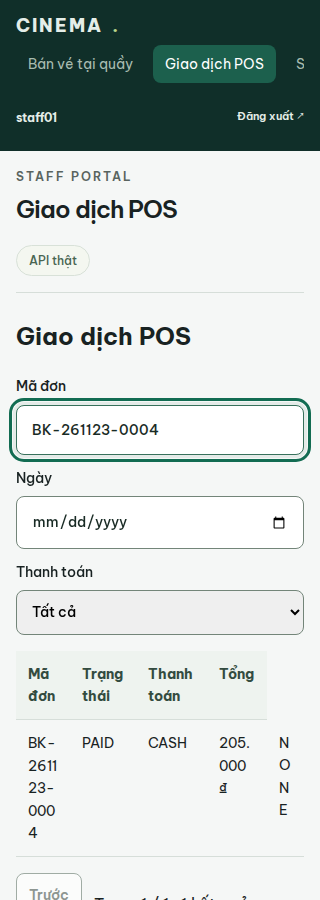 CINEMA .
Bán vé tại quầy Giao dịch POS S
staff01 Đăng xuất ↗
STAFF PORTAL
Giao dịch POS
API thật
Giao dịch POS
Mã đơn
BK-261123-0004
Ngày
mm/dd/yyyy
Thanh toán
Tất cả
Mã Trạng Thanh Tổng
đơn thái toán
BK- PAID CASH 205. N
2611 000 O
23- ₫ N
000 E
4
Trước